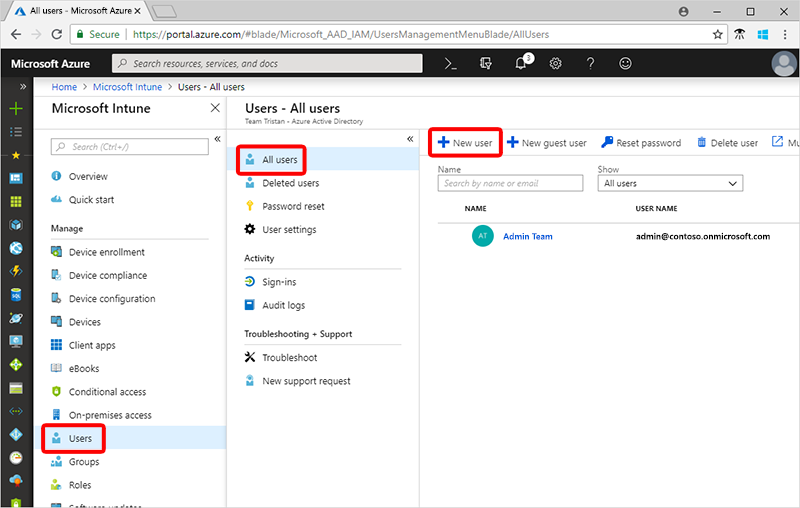 All users - Microsoft Azure
Secure
https://portal.azure.com/#blade/Microsoft_AAD_IAM/UsersManagementMenuBlade/AllUsers
Microsoft Azure
Search resources, services, and docs
3
Home > Microsoft Intune > Users - All users
Microsoft Intune
Search (Ctrl+/)
Overview
Quick start
Manage
Device enrollment
Device compliance
Device configuration
Devices
Client apps
eBooks
Conditional access
On-premises access
Users
Groups
Roles
Software updates
Users - All users
Team Tristan - Azure Active Directory
All users
Deleted users
Password reset
User settings
Activity
Sign-ins
Audit logs
Troubleshooting + Support
Troubleshoot
New support request
New user
New guest user
Reset password
Delete user
Mu
Name
Search by name or email
Show
All users
NAME
USER NAME
AT
Admin Team
admin@contoso.onmicrosoft.com